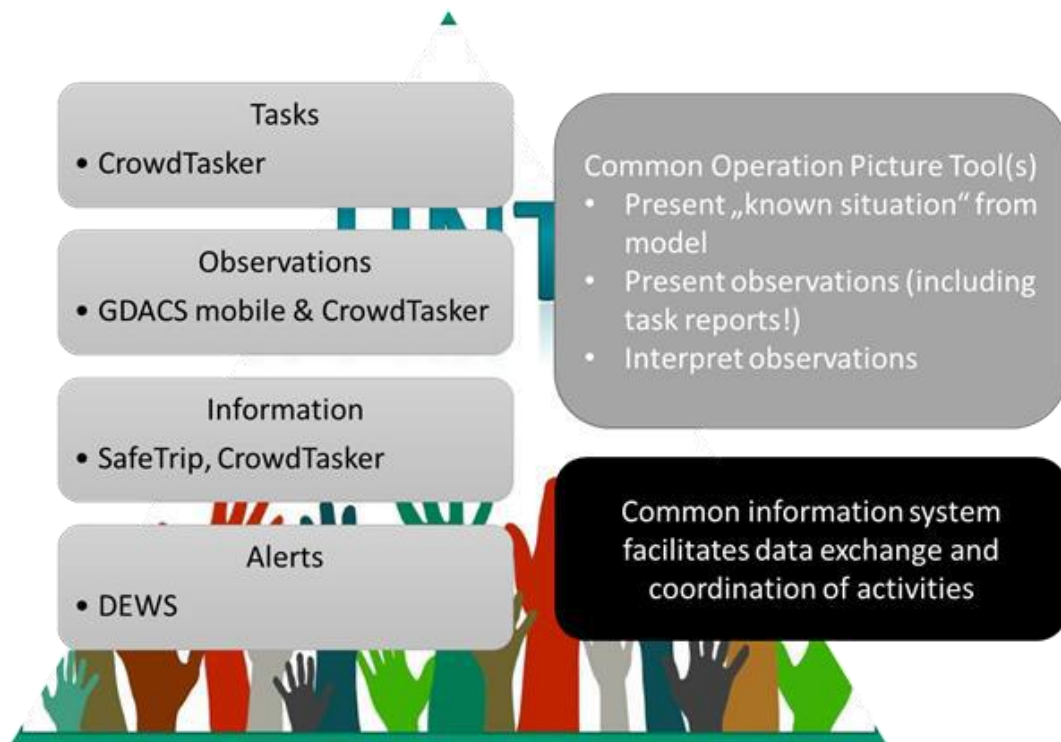 Tasks
• CrowdTasker
Observations
• GDACS mobile & CrowdTasker
Information
• SafeTrip, CrowdTasker
Alerts
• DEWS
Common Operation Picture Tool(s)
• Present „known situation“ from
model
• Present observations (including
task reports!)
• Interpret observations
Common information system
facilitates data exchange and
coordination of activities